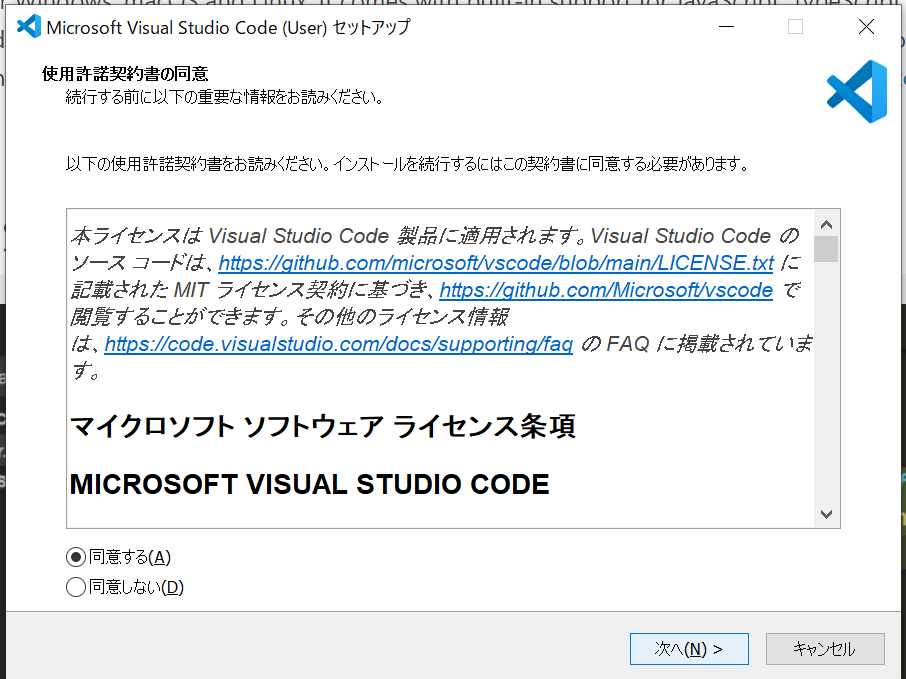 Microsoft Visual Studio Code (User) セットアップ
使用許諾契約書の同意
続行する前に以下の重要な情報をお読みください。
以下の使用許諾契約書をお読みください。インストールを続行するにはこの契約書に同意する必要があります。
本ライセンスは Visual Studio Code 製品に適用されます。Visual Studio Code の
ソース コードは、https://github.com/microsoft/vscode/blob/main/LICENSE.txt に
記載された MIT ライセンス契約に基づき、https://github.com/Microsoft/vscode で
閲覧することができます。その他のライセンス情報
は、https://code.visualstudio.com/docs/supporting/faq の FAQ に掲載されていま
す。
マイクロソフト ソフトウェア ライセンス条項
MICROSOFT VISUAL STUDIO CODE
同意する(A)
同意しない(D)
次へ(N) >
キャンセル